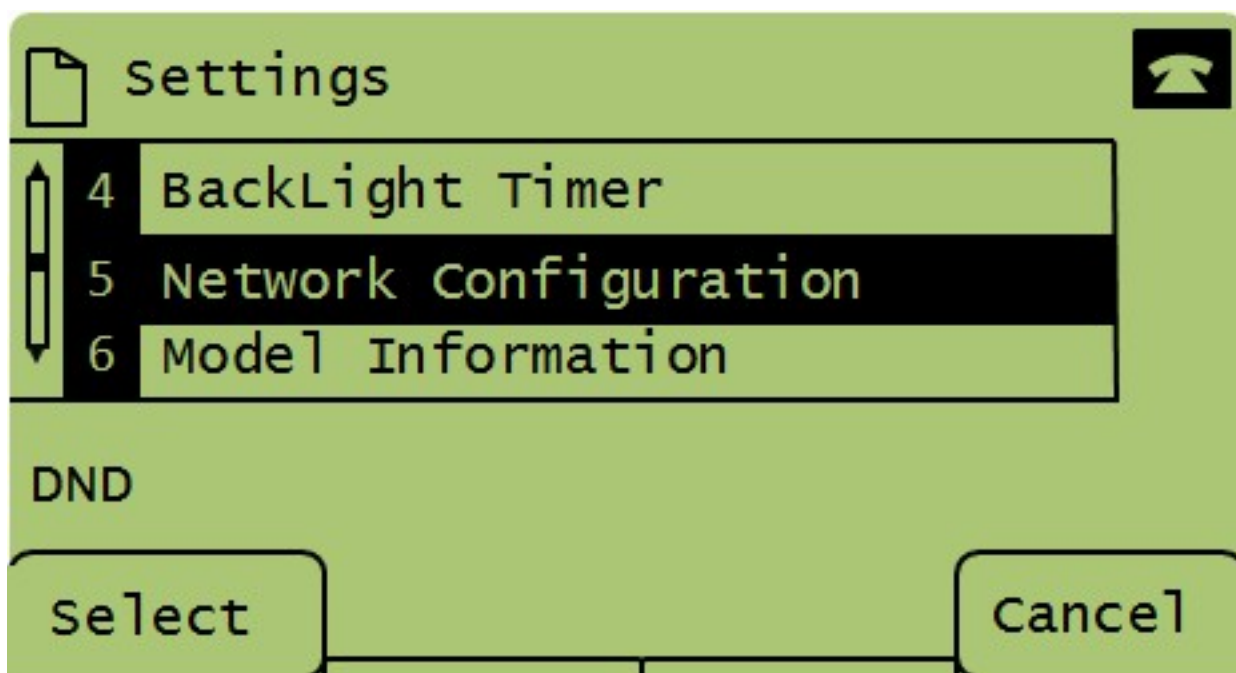 Settings
4 BackLight Timer
5 Network Configuration
6 Model Information
DND
Select Cancel